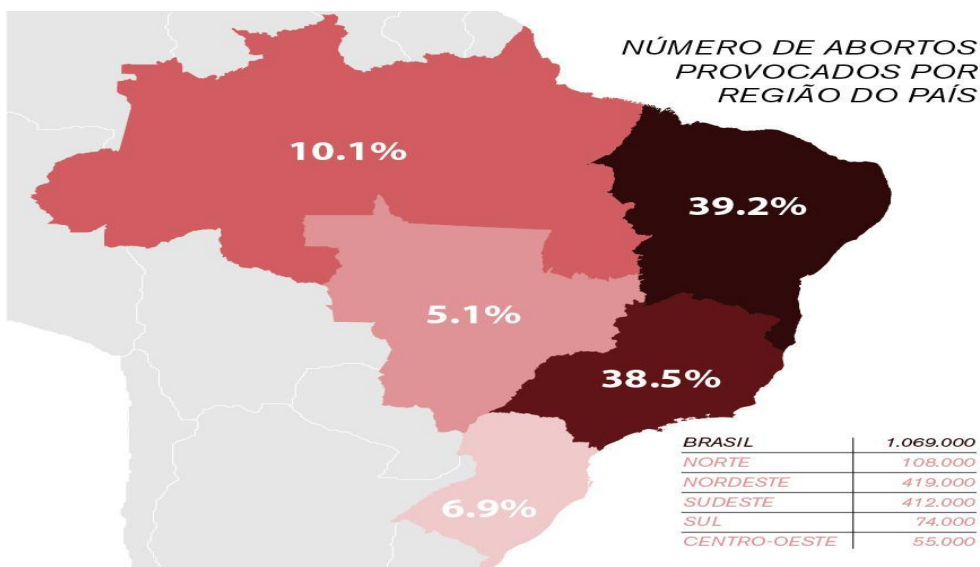 NÚMERO DE ABORTOS
PROVOCADOS POR
REGIÃO DO PAÍS
10.1%
39.2%
5.1%
38.5%
6.9%
BRASIL 1.069.000
NORTE 108.000
NORDESTE 419.000
SUDESTE 412.000
SUL 74.000
CENTRO-OESTE 55.000